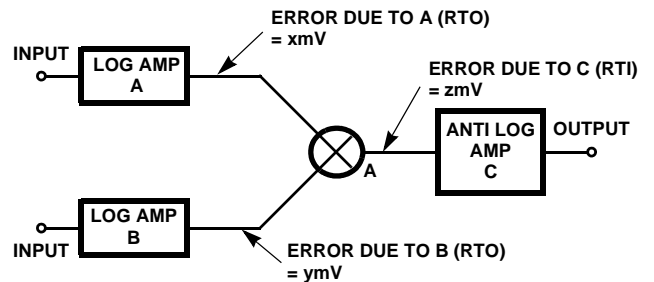 ERROR DUE TO A (RTO)
= xmV
INPUT
LOG AMP
A
ERROR DUE TO C (RTI)
= zmV
ANTI LOG
AMP
C
OUTPUT
A
LOG AMP
B
INPUT
ERROR DUE TO B (RTO)
= ymV